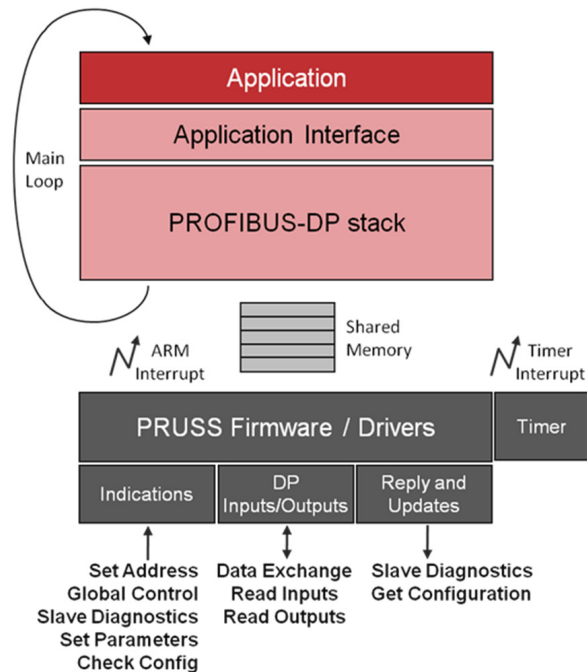 Application
Application Interface
Main
Loop
PROFIBUS-DP stack
Shared
Memory
ARM
Interrupt
Timer
Interrupt
PRUSS Firmware / Drivers
Timer
Indications
DP
Inputs/Outputs
Reply and
Updates
Set Address
Global Control
Slave Diagnostics
Set Parameters
Check Config
Data Exchange
Read Inputs
Read Outputs
Slave Diagnostics
Get Configuration